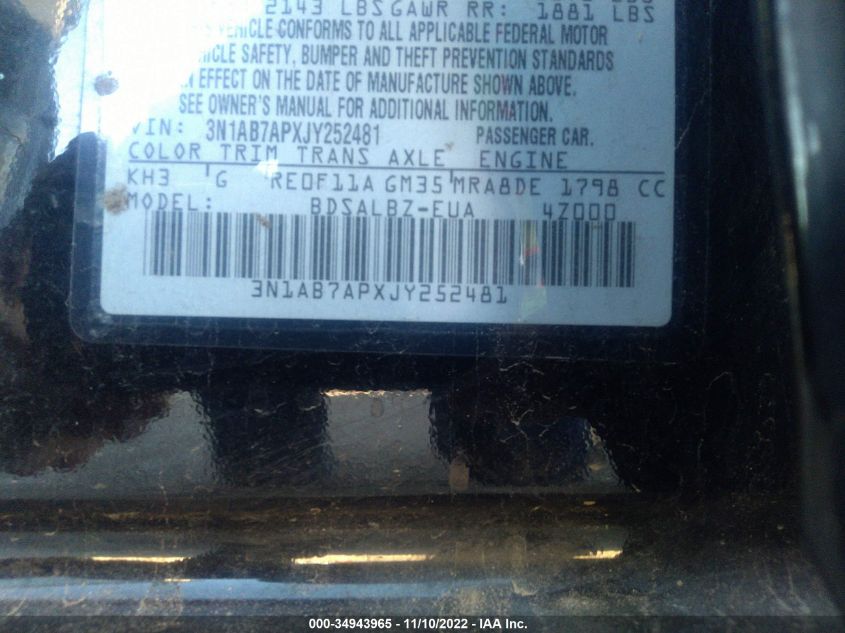 2143 LBS GAWR RR: 1881 LBS
VEHICLE CONFORMS TO ALL APPLICABLE FEDERAL MOTOR
VEHICLE SAFETY, BUMPER AND THEFT PREVENTION STANDARDS
IN EFFECT ON THE DATE OF MANUFACTURE SHOWN ABOVE.
SEE OWNER'S MANUAL FOR ADDITIONAL INFORMATION.
VIN: 3N1AB7APXJY252481 PASSENGER CAR.
COLOR TRIM TRANS AXLE ENGINE
KH3 G RE0F11A GM35 MRA8DE 1798 CC
MODEL: BDSALBZ-EUA 4Z000
3N1AB7APXJY252481
000-34943965 - 11/10/2022 - IAA Inc.